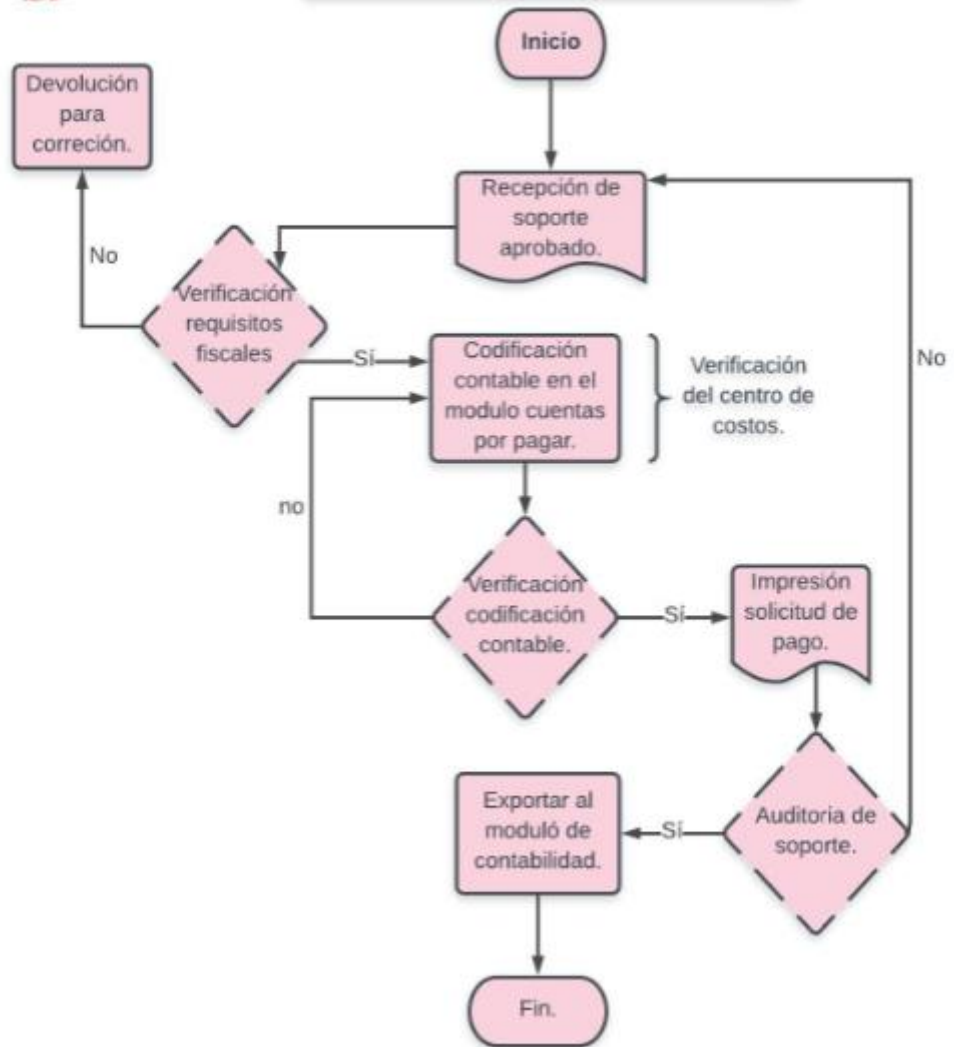 Inicio
Devolución
para
correción.
Recepción de
soporte
aprobado.
No
Verificación
requisitos
fiscales
Sí
Codificación
contable en el
modulo cuentas
por pagar.
Verificación
del centro de
costos.
No
no
Verificación
codificación
contable.
Sí
Impresión
solicitud de
pago.
Exportar al
moduló de
contabilidad.
Sí
Auditoria de
soporte.
Fin.